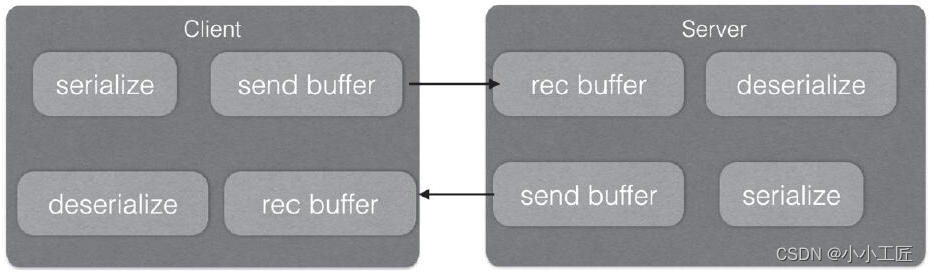 Client
serialize
send buffer
deserialize
rec buffer
Server
rec buffer
deserialize
send buffer
serialize
CSDN @小小工匠